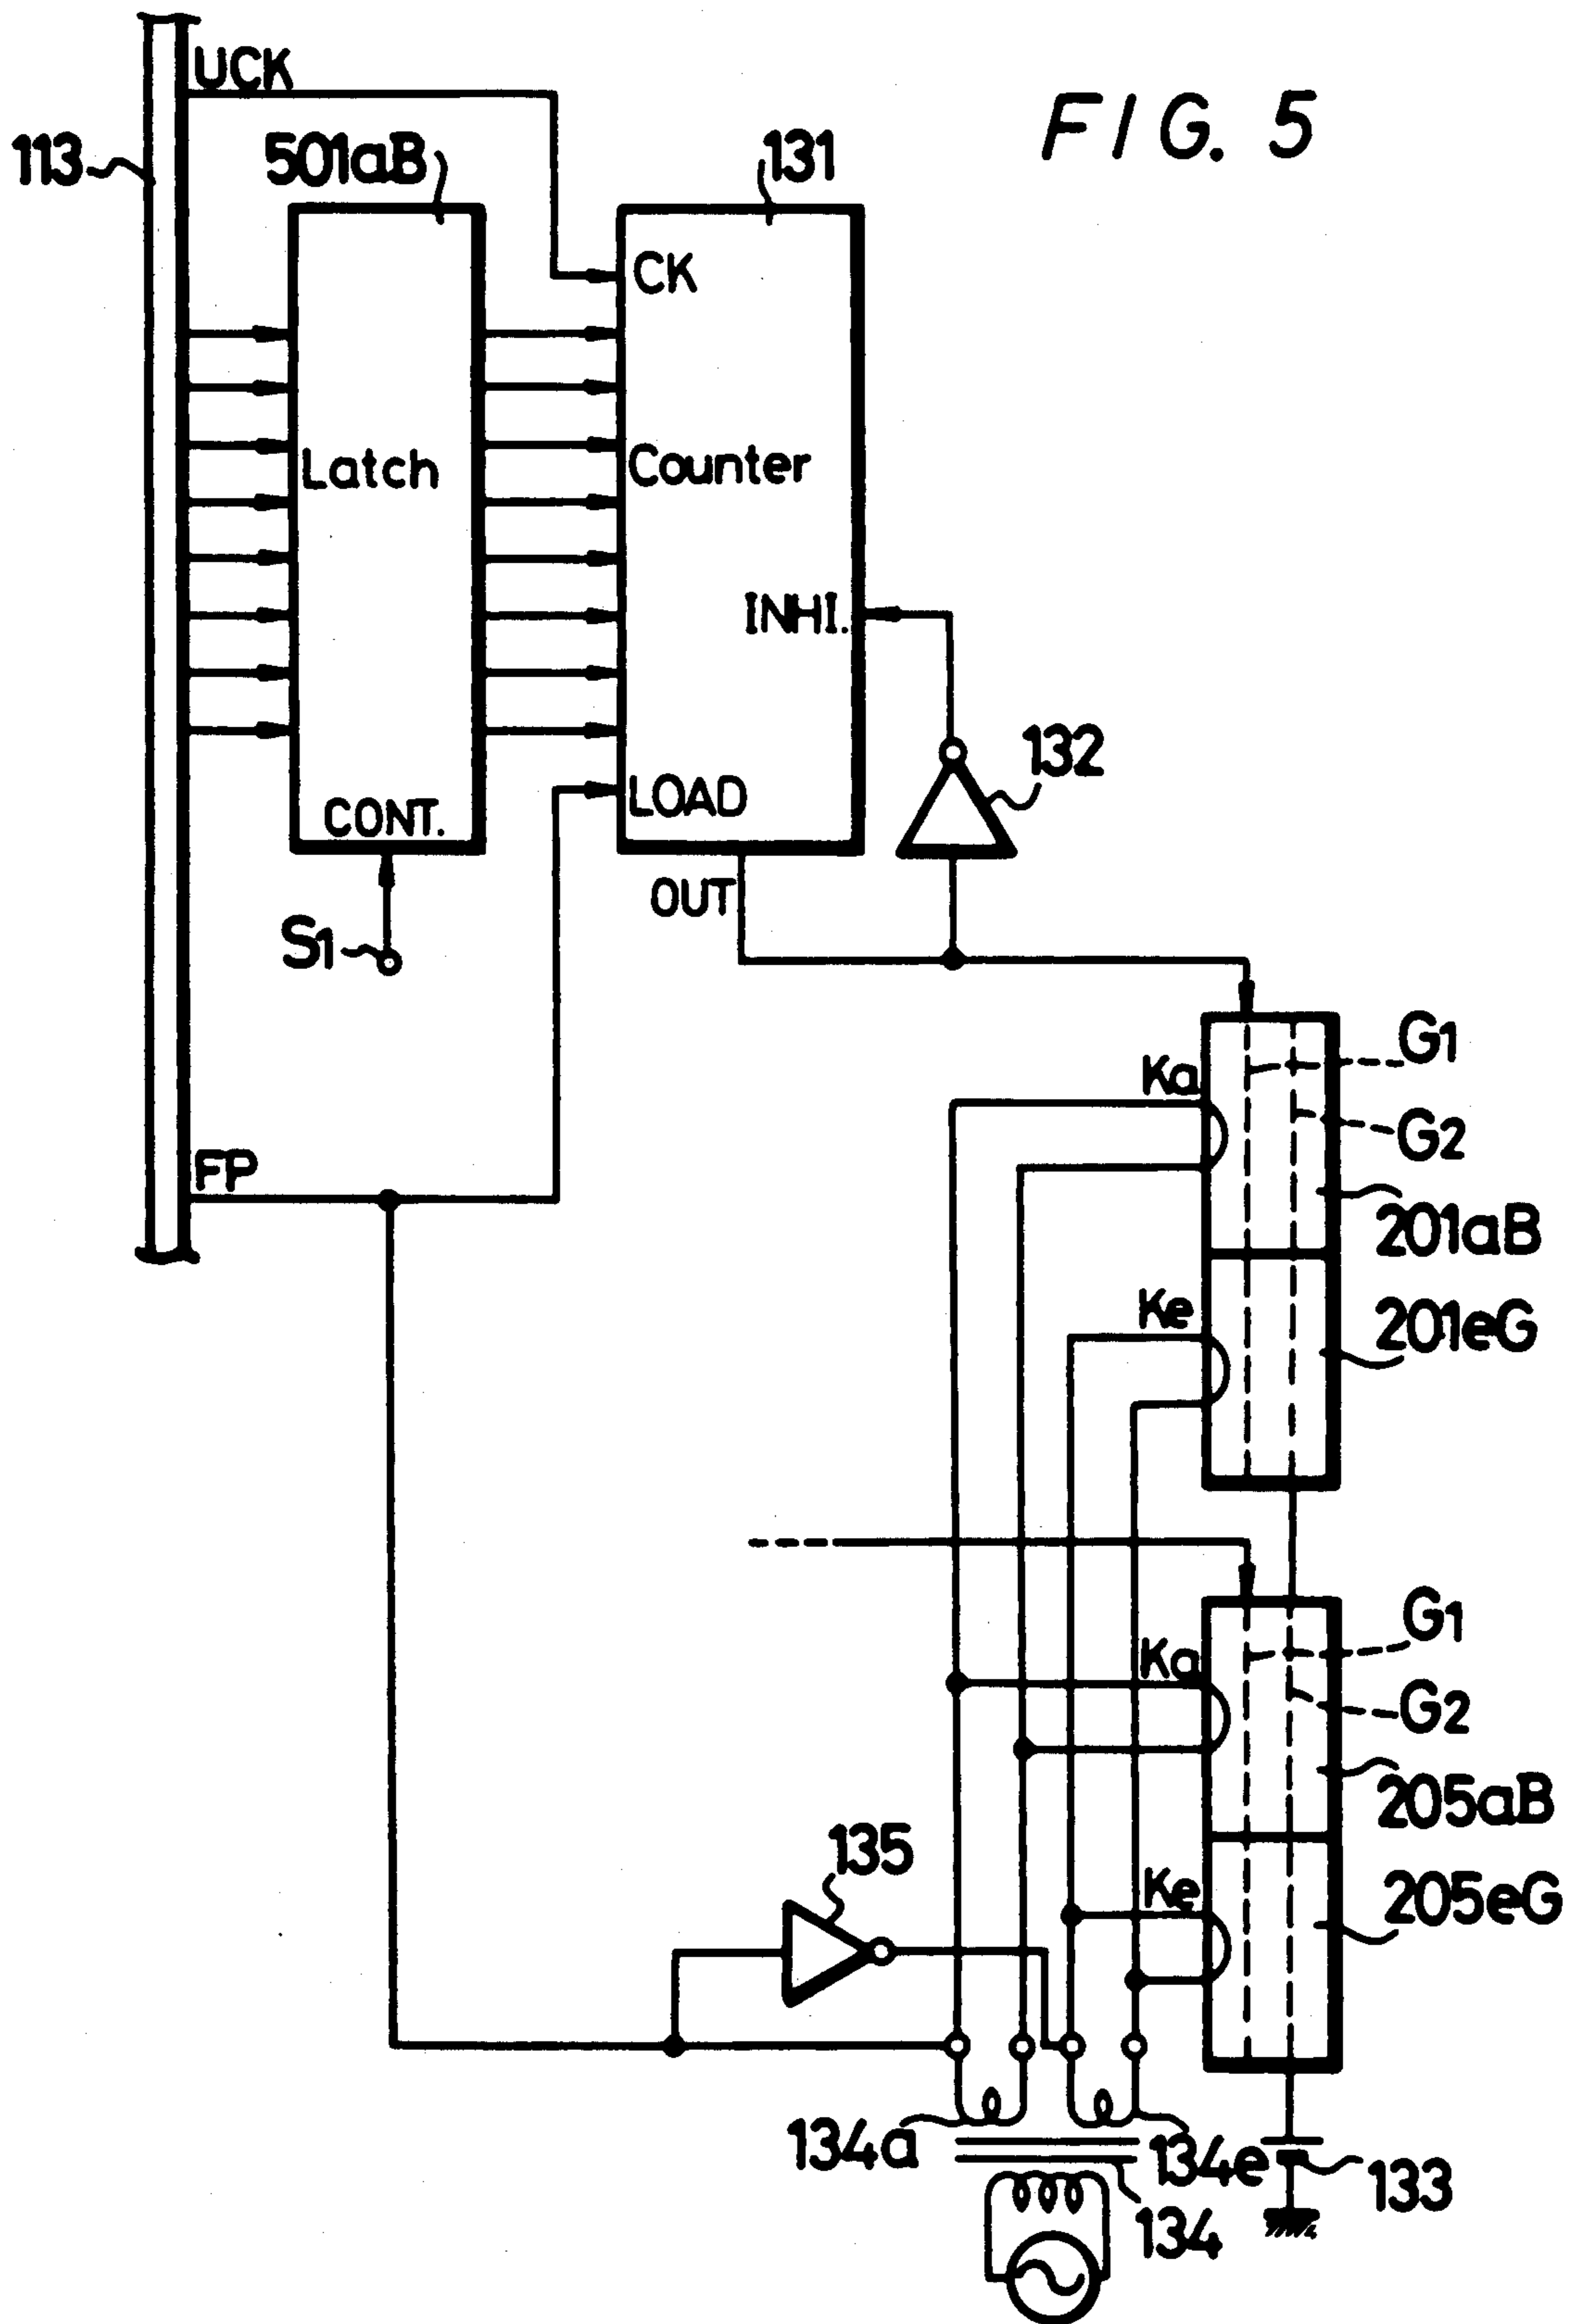 FIG. 5
UCK
113
501aB
131
CK
Latch
Counter
INHI.
132
LOAD
CONT.
OUT
S1
G1
Ka
G2
FP
201aB
Ke
201eG
G1
Ka
G2
205aB
135
Ke
205eG
134a
134e
133
134